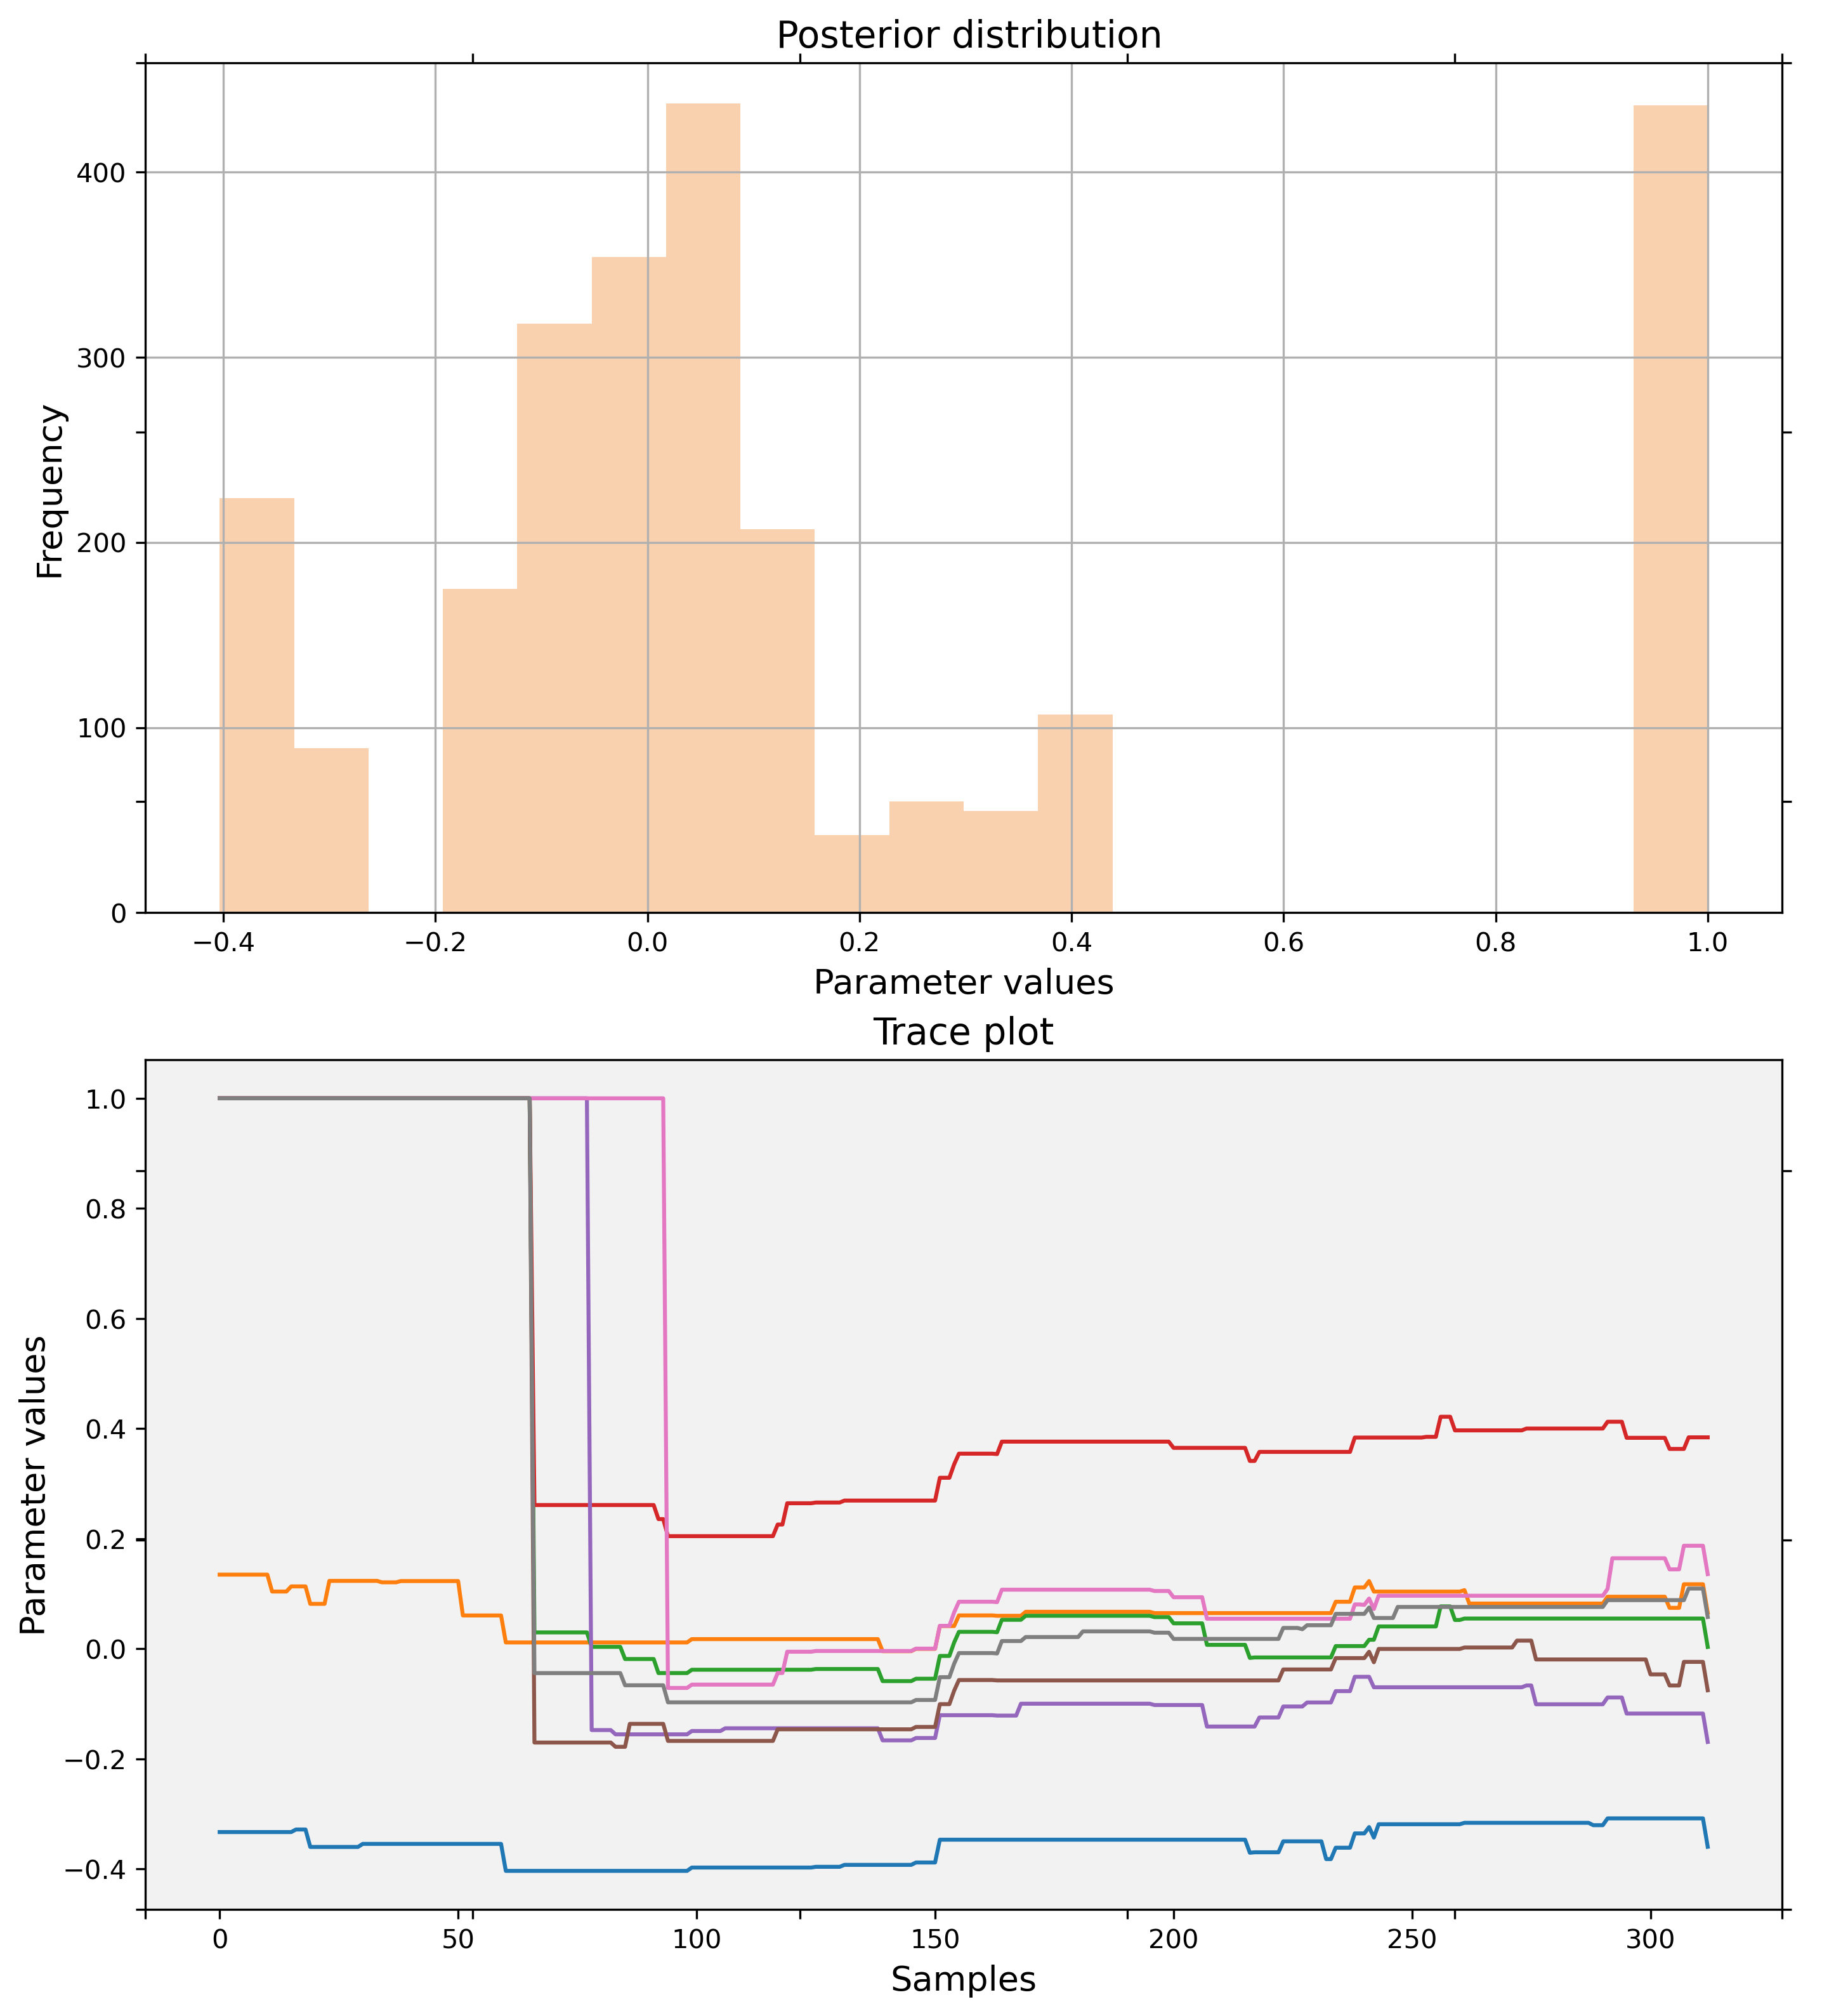 Posterior distribution
Frequency
400
300
200
100
0
−0.4 −0.2 0.0 0.2 0.4 0.6 0.8 1.0
Parameter values
Trace plot
Parameter values
1.0
0.8
0.6
0.4
0.2
0.0
−0.2
−0.4
0 50 100 150 200 250 300
Samples